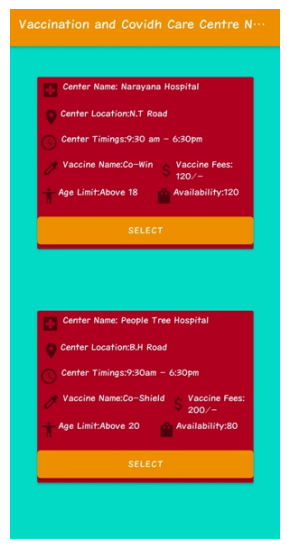 Vaccination and Covidh Care Centre N...
Center Name: Narayana Hospital
Center Location:N.T Road
Center Timings:9:30 am - 6:30pm
Vaccine Name:Co-Win
Vaccine Fees:
120/-
Age Limit:Above 18
Availability:120
SELECT
Center Name: People Tree Hospital
Center Location:B.H Road
Center Timings:9:30am - 6:30pm
Vaccine Name:Co-Shield
Vaccine Fees:
200/-
Age Limit:Above 20
Availability:80
SELECT